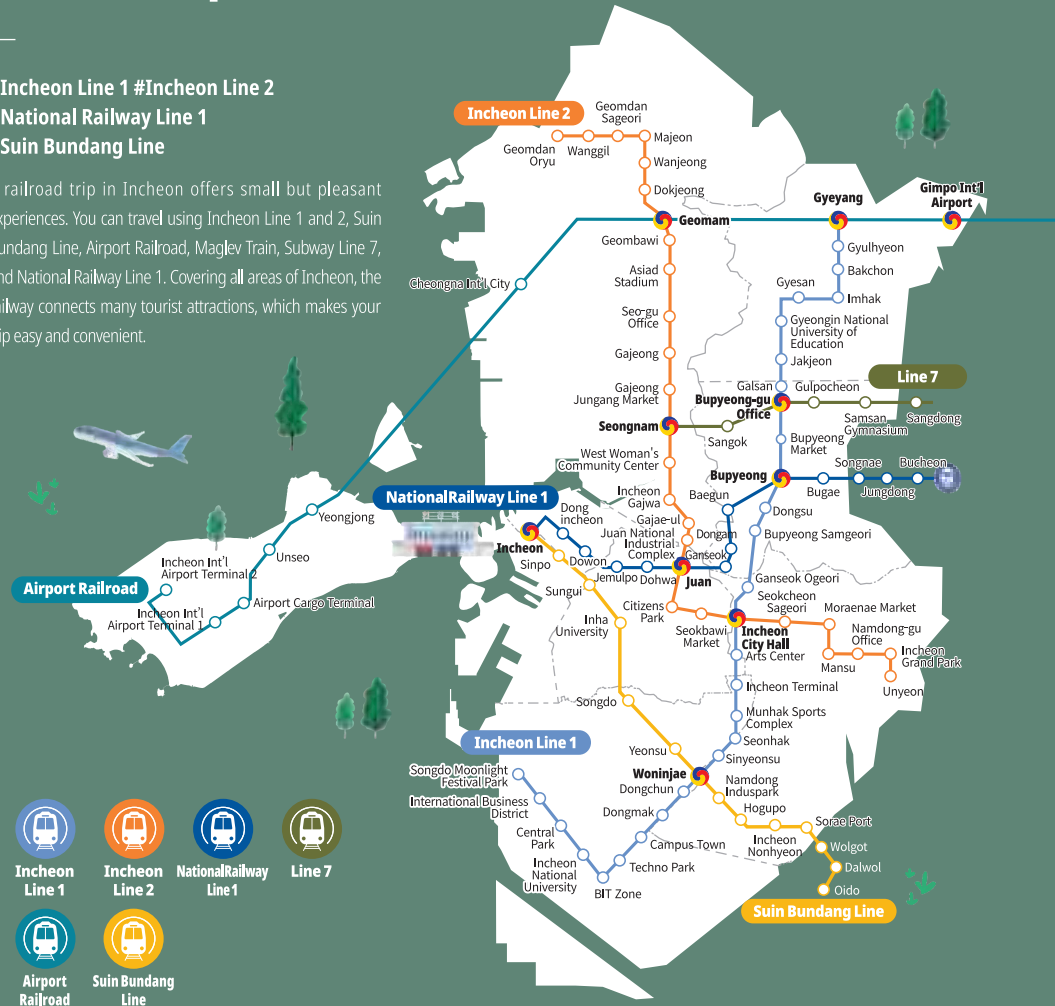 Incheon Line 1 #Incheon Line 2
National Railway Line 1
Suin Bundang Line
railroad trip in Incheon offers small but pleasant
experiences. You can travel using Incheon Line 1 and 2, Suin
Bundang Line, Airport Railroad, Maglev Train, Subway Line 7,
and National Railway Line 1. Covering all areas of Incheon, the
railway connects many tourist attractions, which makes your
trip easy and convenient.
Incheon Line 2
Geomdan
Sageori
Geomdan
Oryu
Wanggil
Majeon
Wanjeong
Dokjeong
Geomam
Gyeyang
Gimpo Int'l
Airport
Geombawi
Asiad
Stadium
Seo-gu
Office
Gajeong
Gajeong
Jungang Market
Seongnam
West Woman's
Community Center
Incheon
Gajwa
Gajae-ul
Juan National
Industrial
Complex
Cheongna Int'l City
Gyulhyeon
Bakchon
Gyesan
Imhak
Gyeongin National
University of
Education
Jakjeon
Galsan
Gulpocheon
Line 7
Bupyeong-gu
Office
Samsan
Gymnasium
Sangdong
Sangok
Bupyeong
Market
Bupyeong
Songnae
Bucheon
Bugae
Jungdong
Baegun
Dongsu
Dongam
Bupyeong Samgeori
Ganseok
NationalRailway Line 1
Dong
incheon
Incheon
Sinpo
Dowon
Jemulpo
Dohwa
Juan
Sungui
Inha
University
Citizens
Park
Seokbawi
Market
Ganseok Ogeori
Seokcheon
Sageori
Moraenae Market
Incheon
City Hall
Namdong-gu
Office
Incheon
Grand Park
Mansu
Unyeon
Arts Center
Incheon Terminal
Munhak Sports
Complex
Seonhak
Sinyeonsu
Songdo
Yeonsu
Woninjae
Dongchun
Namdong
Induspark
Hogupo
Sorae Port
Incheon
Nonhyeon
Wolgot
Dalwol
Oido
Suin Bundang Line
Incheon Line 1
Songdo Moonlight
Festival Park
International Business
District
Central
Park
Incheon
National
University
BIT Zone
Techno Park
Campus Town
Dongmak
Yeongjong
Unseo
Incheon Int'l
Airport Terminal 2
Airport Railroad
Airport Cargo Terminal
Incheon Int'l
Airport Terminal 1
Incheon
Line 1
Incheon
Line 2
NationalRailway
Line 1
Line 7
Airport
Railroad
Suin Bundang
Line